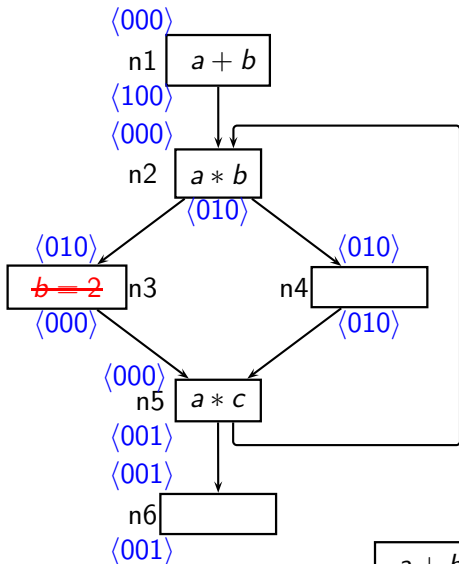 ⟨000⟩
n1 a + b
⟨100⟩
⟨000⟩
n2 a ∗ b
⟨010⟩
⟨010⟩ ⟨010⟩
b = 2 n3 n4
⟨000⟩ ⟨010⟩
⟨000⟩
n5 a ∗ c
⟨001⟩
⟨001⟩
n6
⟨001⟩
a + b